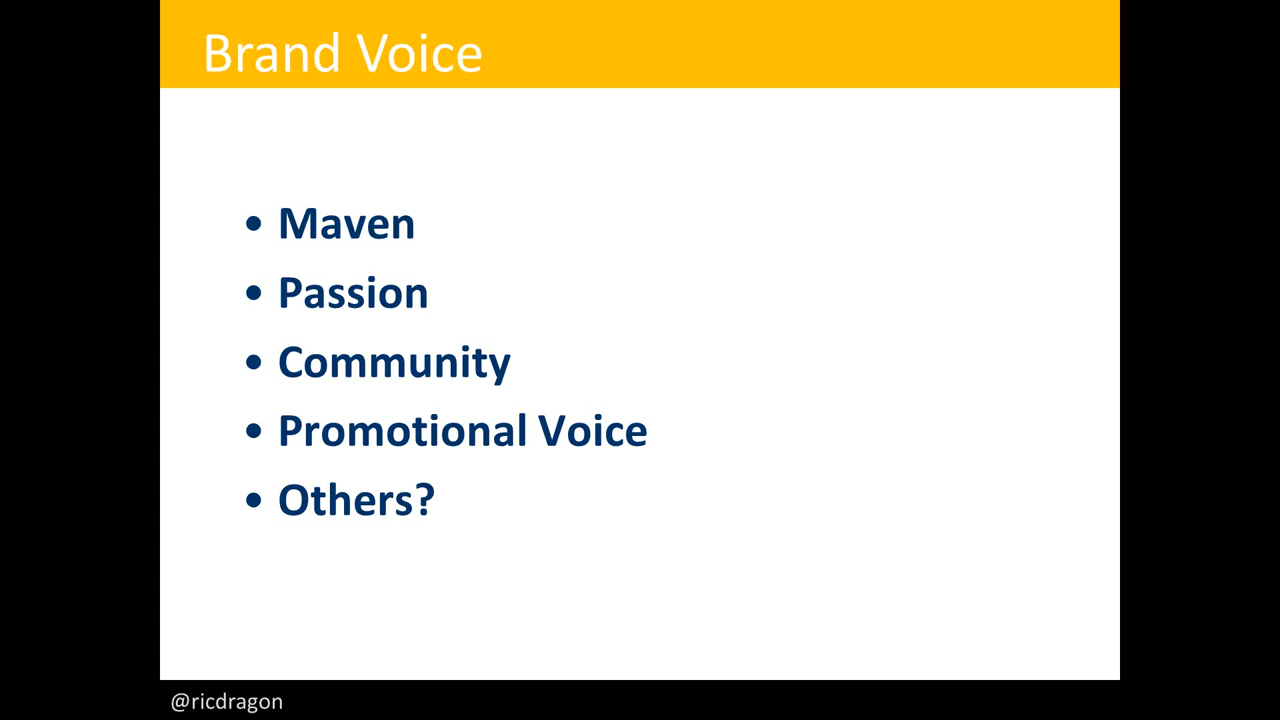 Brand Voice
• Maven
• Passion
• Community
• Promotional Voice
• Others?
@ricdragon